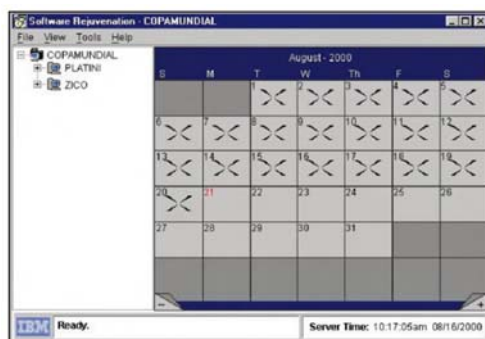 Software Rejuvenation - COPAMUNDIAL
File View Tools Help
COPAMUNDIAL
PLATINI
ZICO
August - 2000
S M T W Th F S
1 2 3 4 5
6 7 8 9 10 11 12
13 14 15 16 17 18 19
20 21 22 23 24 25 26
27 28 29 30 31
IBM Ready. Server Time: 10:17:05am 08/16/2000